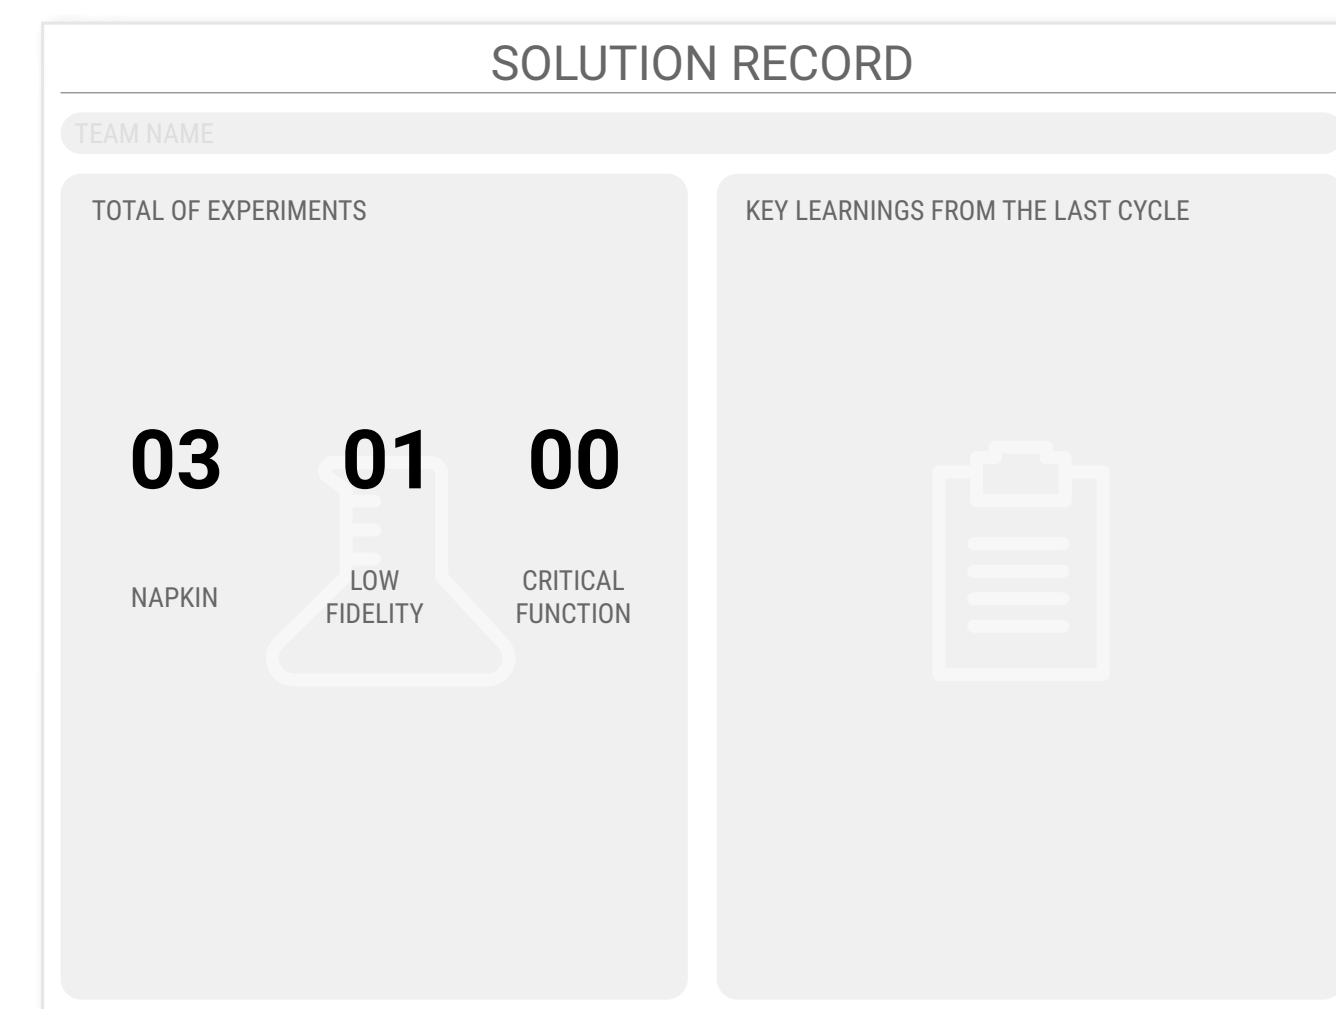 SOLUTION RECORD
TEAM NAME
TOTAL OF EXPERIMENTS
03 01 00
NAPKIN
LOW
FIDELITY
CRITICAL
FUNCTION
KEY LEARNINGS FROM THE LAST CYCLE